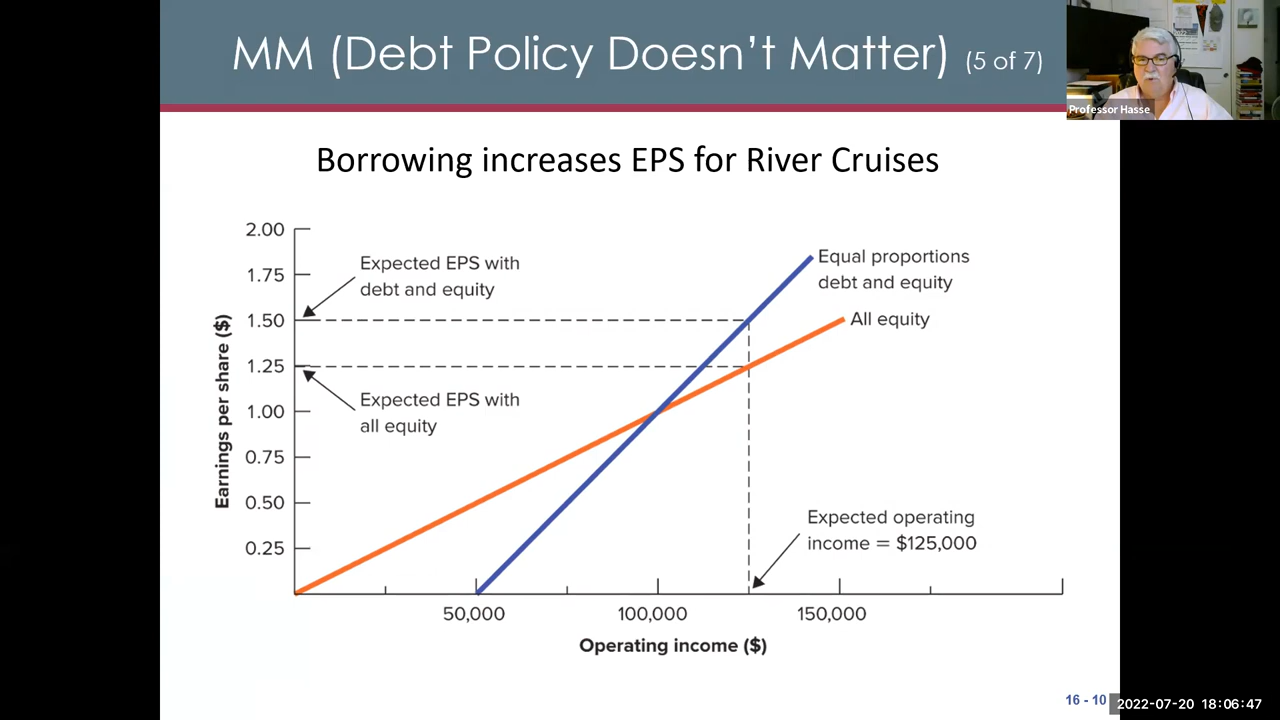 MM (Debt Policy Doesn’t Matter) (5 of 7)
Professor Hasse
Borrowing increases EPS for River Cruises
2.00
1.75
1.50
1.25
1.00
0.75
0.50
0.25
Earnings per share ($)
Expected EPS with
debt and equity
Expected EPS with
all equity
Equal proportions
debt and equity
All equity
Expected operating
income = $125,000
50,000
100,000
150,000
Operating income ($)
16 - 10
2022-07-20 18:06:47